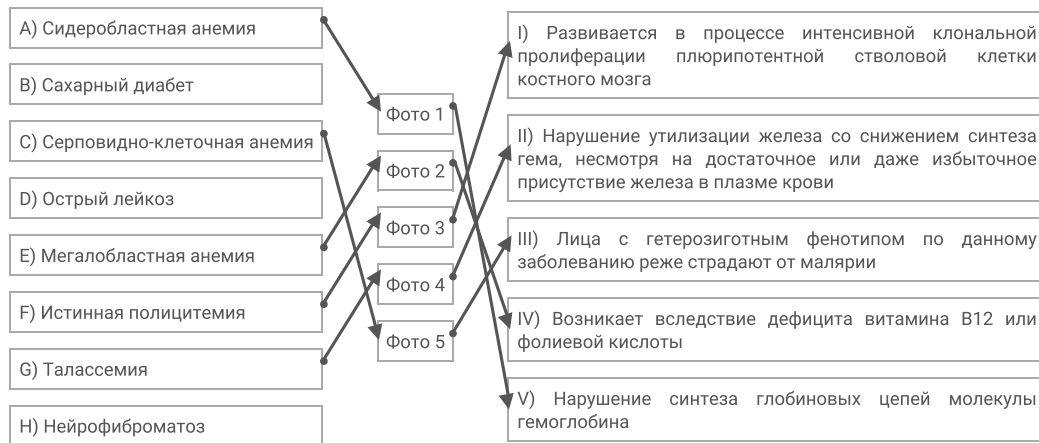 A) Сидеробластная анемия
B) Сахарный диабет
C) Серповидно-клеточная анемия
D) Острый лейкоз
E) Мегалобластная анемия
F) Истинная полицитемия
G) Талассемия
H) Нейрофиброматоз
Фото 1
Фото 2
Фото 3
Фото 4
Фото 5
I) Развивается в процессе интенсивной клональной
пролиферации плюрипотентной стволовой клетки
костного мозга
II) Нарушение утилизации железа со снижением синтеза
гема, несмотря на достаточное или даже избыточное
присутствие железа в плазме крови
III) Лица с гетерозиготным фенотипом по данному
заболеванию реже страдают от малярии
IV) Возникает вследствие дефицита витамина В12 или
фолиевой кислоты
V) Нарушение синтеза глобиновых цепей молекулы
гемоглобина